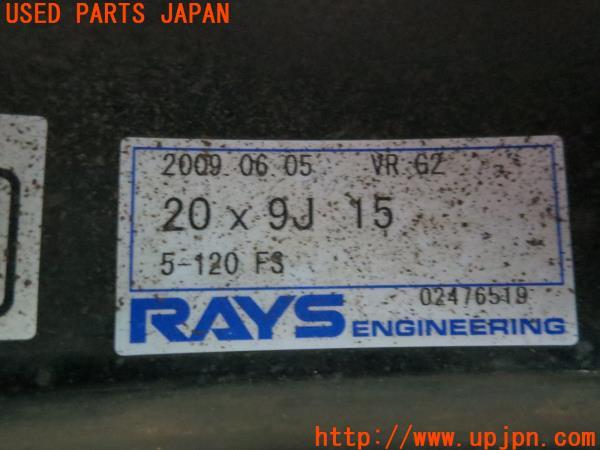 USED PARTS JAPAN
2009 06 05 VR G2
20 x 9J 15
5-120 FS
02476519
RAYS ENGINEERING
http://www.upjpn.com